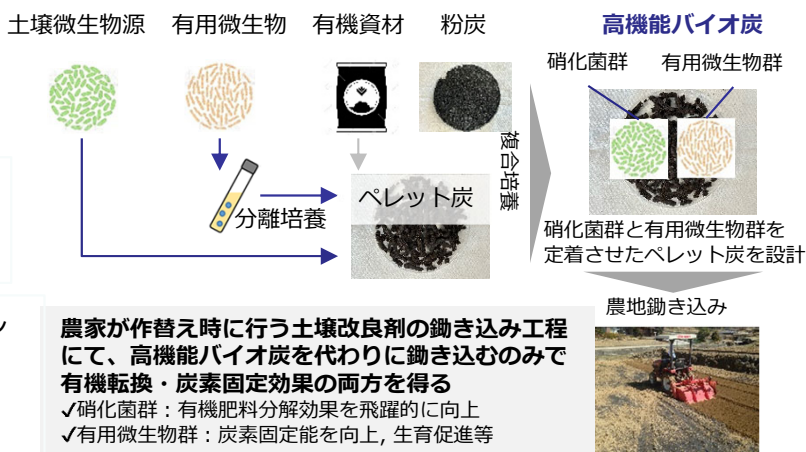 土壌微生物源
有用微生物
有機資材
粉炭
高機能バイオ炭
硝化菌群
有用微生物群
複合培養
ペレット炭
分離培養
硝化菌群と有用微生物群を
定着させたペレット炭を設計
農地鋤き込み
農家が作替え時に行う土壌改良剤の鋤き込み工程
にて、高機能バイオ炭を代わりに鋤き込むのみで
有機転換・炭素固定効果の両方を得る
✓硝化菌群：有機肥料分解効果を飛躍的に向上
✓有用微生物群：炭素固定能を向上, 生育促進等